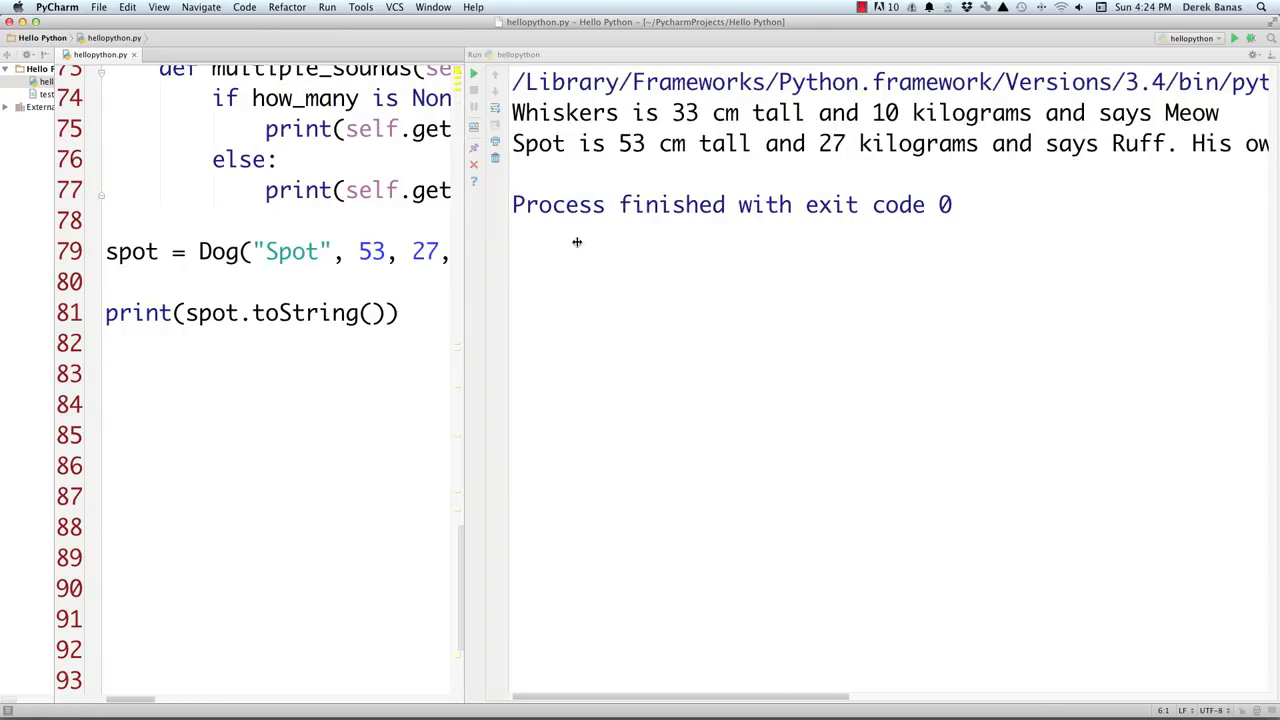 PyCharm File Edit View Navigate Code Refactor Run Tools VCS Window Help 10 Sun 4:24 PM Derek Banas
hellopython.py – Hello Python – [~/PycharmProjects/Hello Python]
Hello Python hellopython.py hellopython
hellopython.py Run hellopython
Hello P
hell
test
Extern
73 def multiple_sounds(se
74 if how_many is Non
75 print(self.get
76 else:
77 print(self.get
78
79 spot = Dog("Spot", 53, 27,
80
81 print(spot.toString())
82
83
84
85
86
87
88
89
90
91
92
93
/Library/Frameworks/Python.framework/Versions/3.4/bin/pyt
Whiskers is 33 cm tall and 10 kilograms and says Meow
Spot is 53 cm tall and 27 kilograms and says Ruff. His ow
Process finished with exit code 0
6:1 LF UTF-8